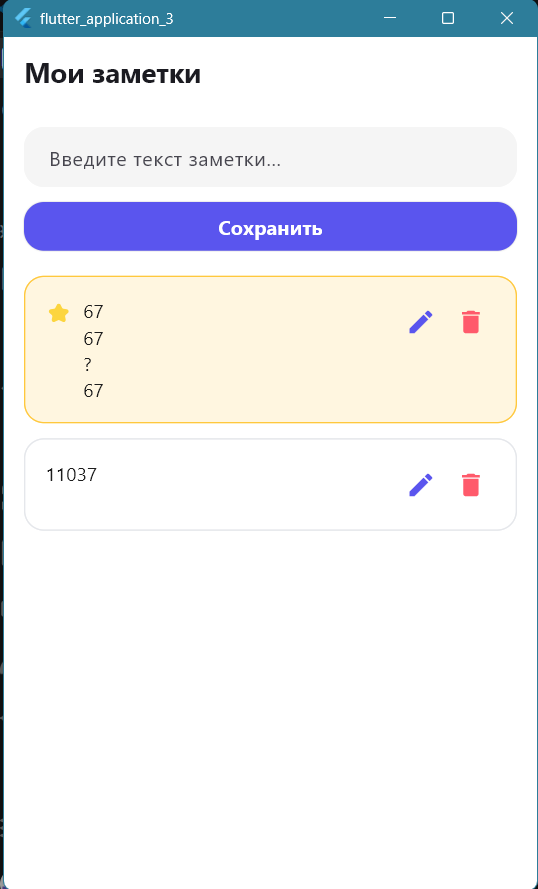 flutter_application_3
Мои заметки
Введите текст заметки...
Сохранить
67
67
?
67
11037